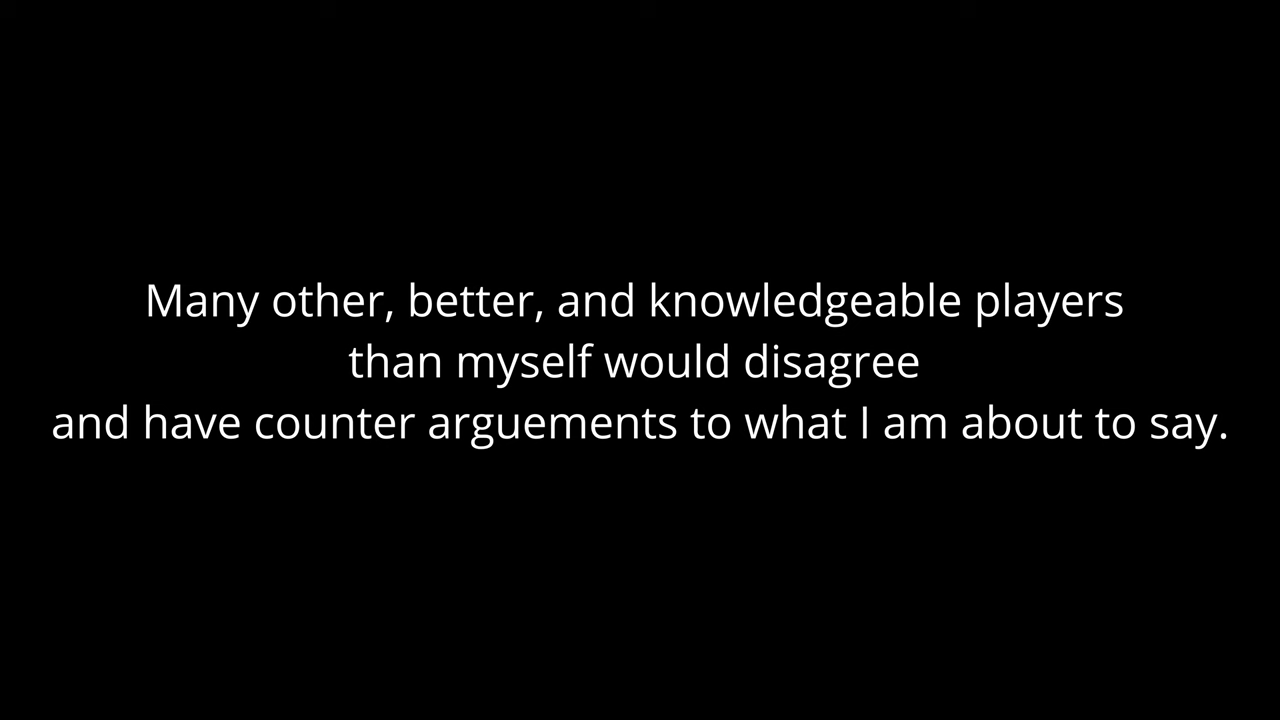 Many other, better, and knowledgeable players
than myself would disagree
and have counter arguements to what I am about to say.